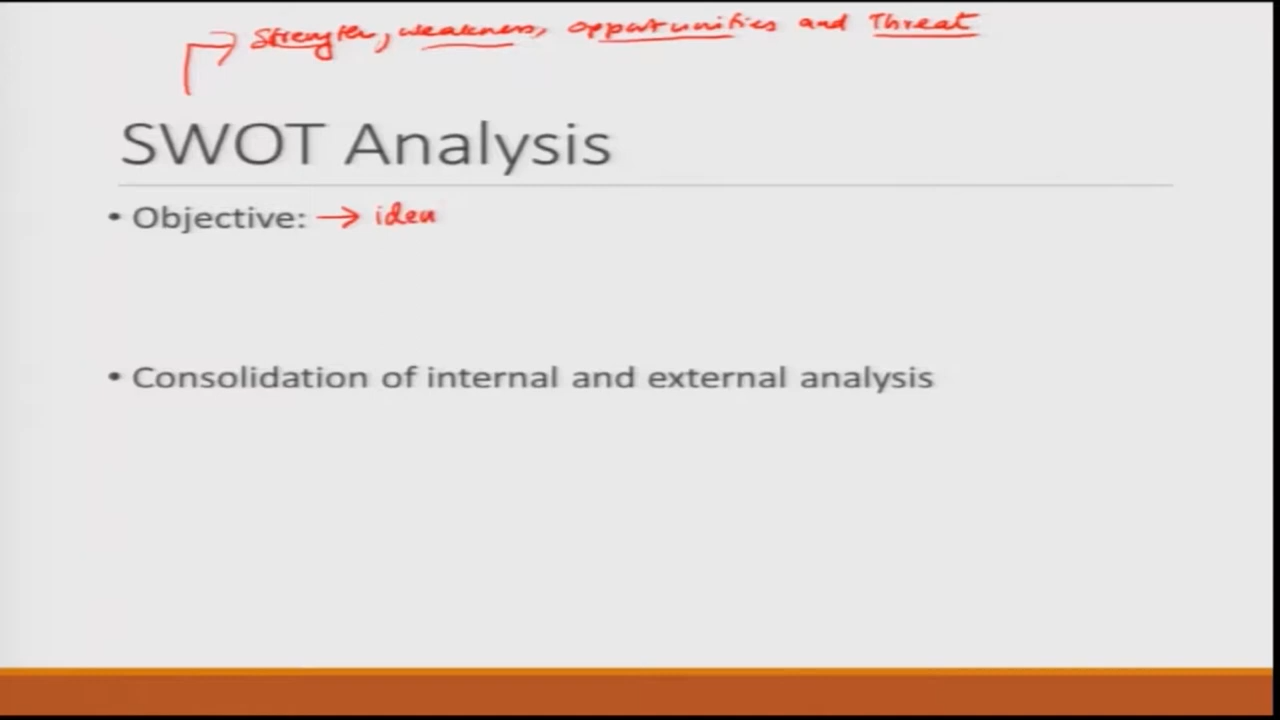 Strength, weakness, opportunities and Threat
SWOT Analysis
• Objective: → iden
• Consolidation of internal and external analysis